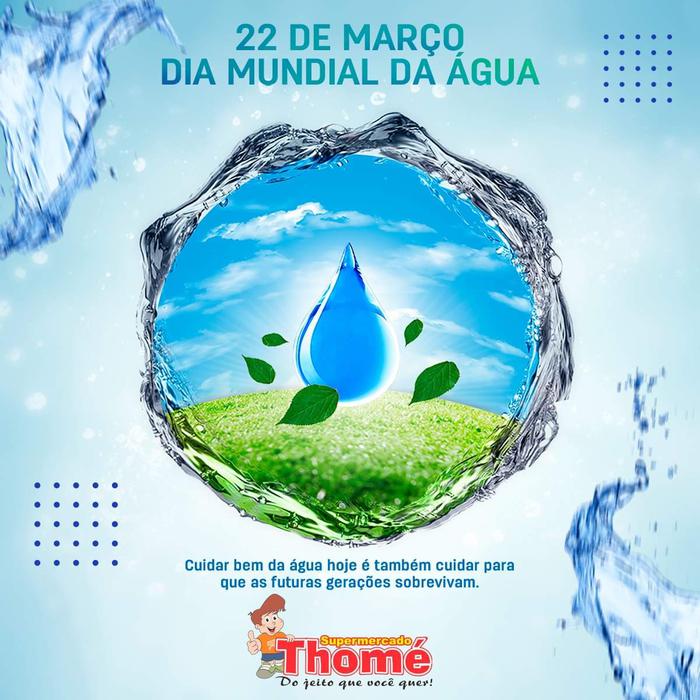 22 DE MARÇO
DIA MUNDIAL DA ÁGUA
Cuidar bem da água hoje é também cuidar para
que as futuras gerações sobrevivam.
Supermercado
Thomé
Do jeito que você quer!